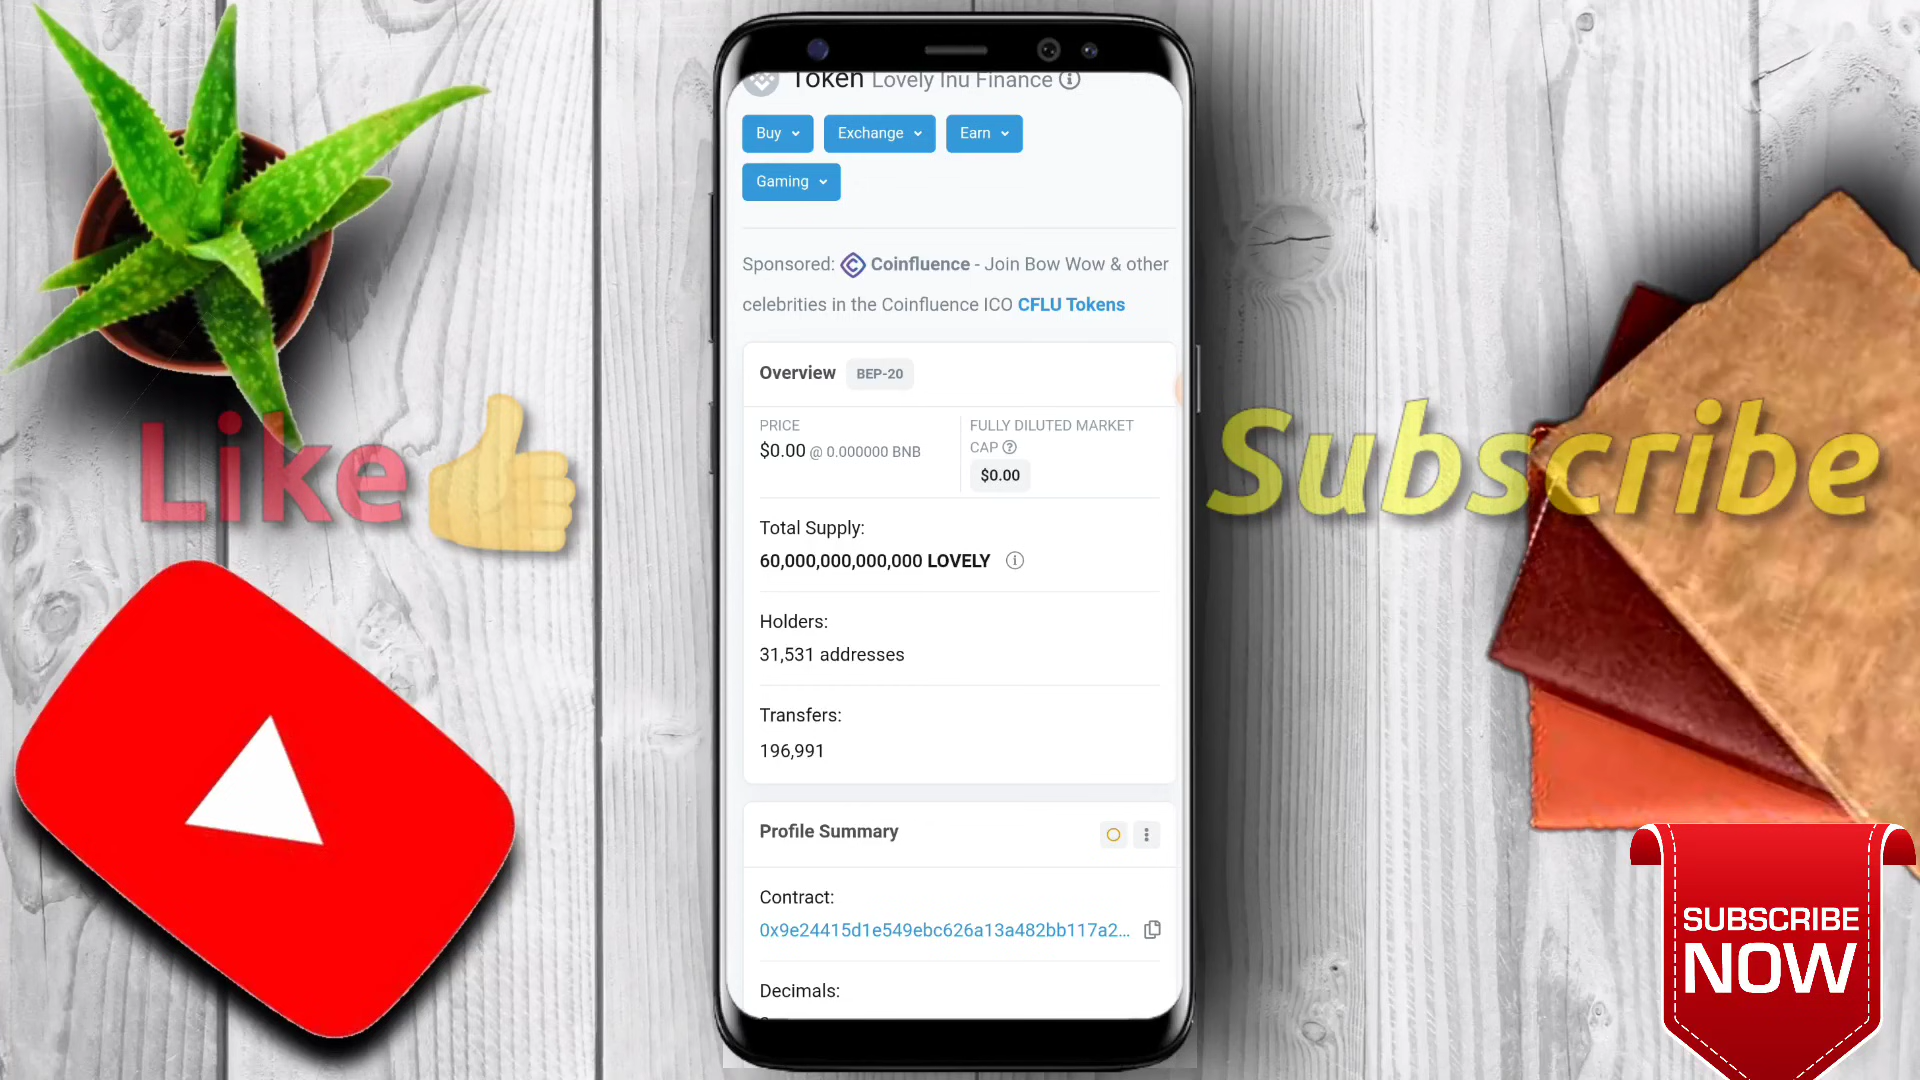 Token Lovely Inu Finance
Buy
Exchange
Earn
Gaming
Sponsored: Coinfluence - Join Bow Wow & other
celebrities in the Coinfluence ICO CFLU Tokens
Overview BEP-20
PRICE
$0.00 @ 0.000000 BNB
FULLY DILUTED MARKET
CAP
$0.00
Total Supply:
60,000,000,000,000 LOVELY
Holders:
31,531 addresses
Transfers:
196,991
Profile Summary
Contract:
0x9e24415d1e549ebc626a13a482bb117a2...
Decimals:
Like
Subscribe
SUBSCRIBE
NOW